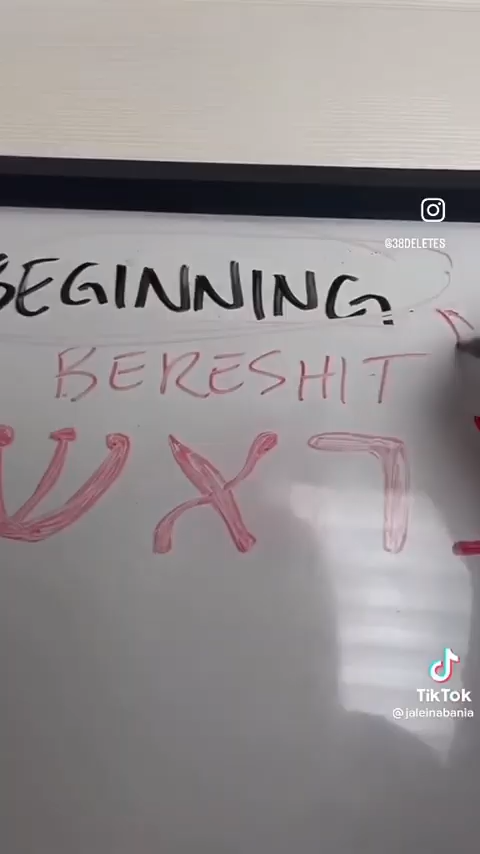 @38DELETES
BEGINNING
BERESHIT
ראש
TikTok
@jaleinabania